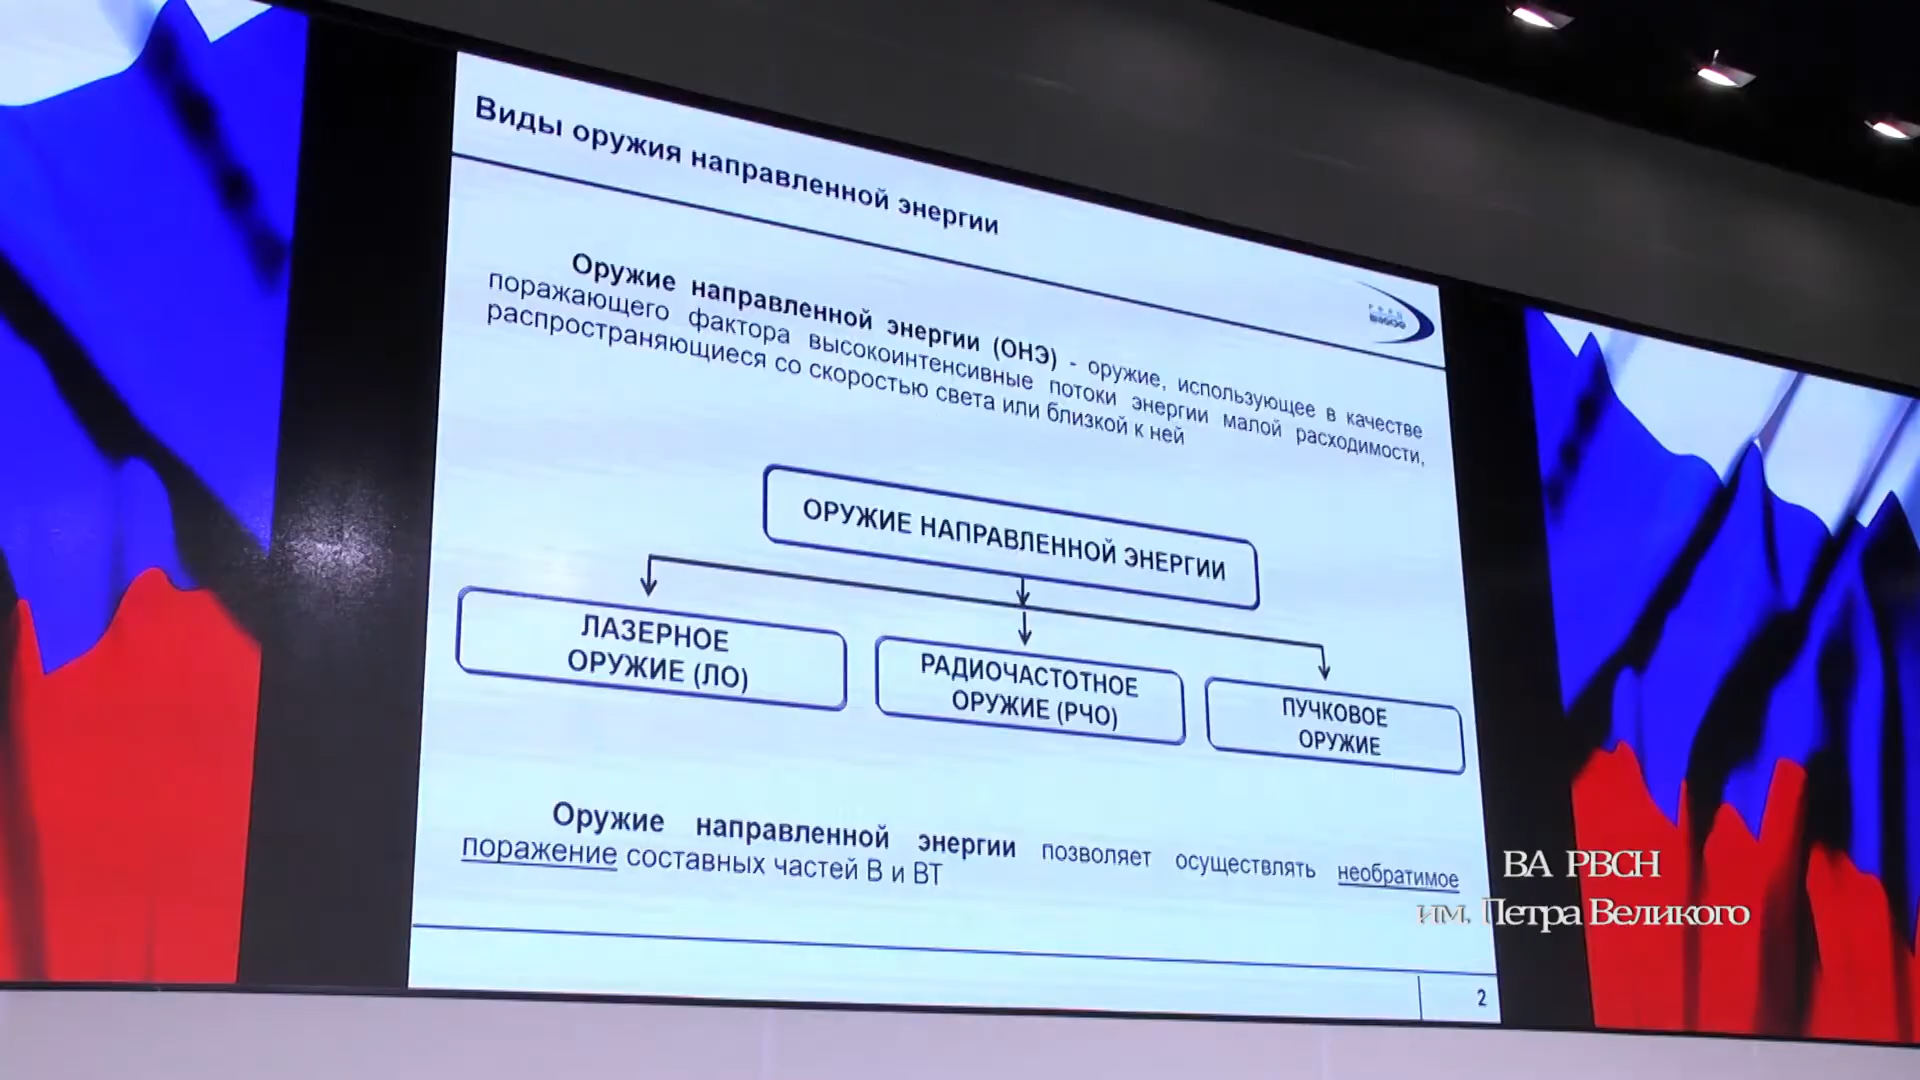 Виды оружия направленной энергии
Оружие направленной энергии (ОНЭ) - оружие, использующее в качестве
поражающего фактора высокоинтенсивные потоки энергии малой расходимости,
распространяющиеся со скоростью света или близкой к ней
ОРУЖИЕ НАПРАВЛЕННОЙ ЭНЕРГИИ
ЛАЗЕРНОЕ
ОРУЖИЕ (ЛО)
РАДИОЧАСТОТНОЕ
ОРУЖИЕ (РЧО)
ПУЧКОВОЕ
ОРУЖИЕ
Оружие направленной энергии позволяет осуществлять необратимое
поражение составных частей В и ВТ
ВА РВСН
им. Петра Великого
2